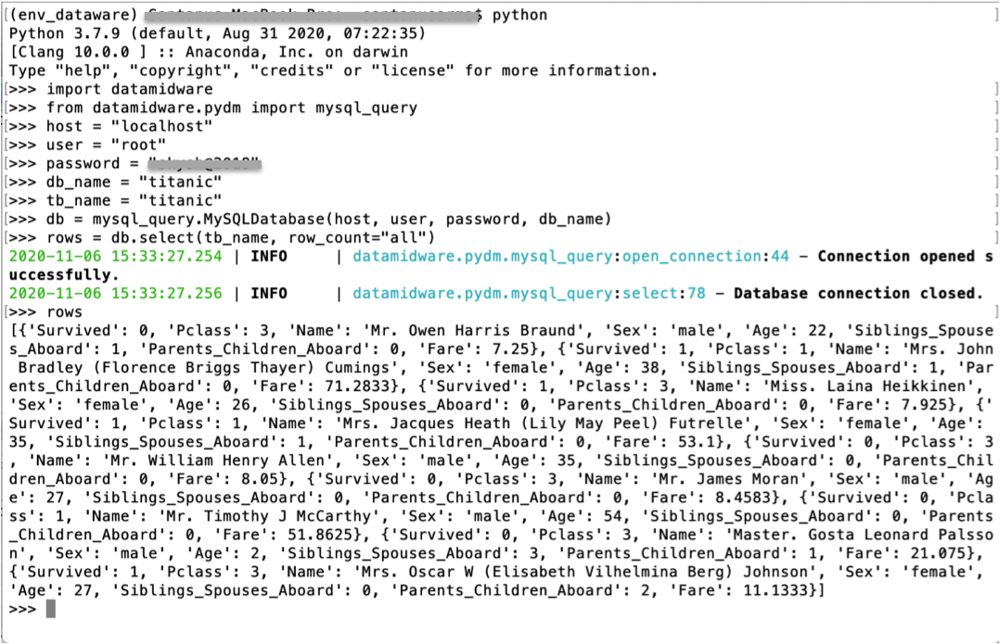 [(env_dataware) $ python ]
Python 3.7.9 (default, Aug 31 2020, 07:22:35)
[Clang 10.0.0 ] :: Anaconda, Inc. on darwin
Type "help", "copyright", "credits" or "license" for more information.
[>>> import datamidware ]
[>>> from datamidware.pydm import mysql_query ]
[>>> host = "localhost" ]
[>>> user = "root" ]
[>>> password = ]
[>>> db_name = "titanic" ]
[>>> tb_name = "titanic" ]
[>>> db = mysql_query.MySQLDatabase(host, user, password, db_name) ]
[>>> rows = db.select(tb_name, row_count="all") ]
2020-11-06 15:33:27.254 | INFO     | datamidware.pydm.mysql_query:open_connection:44 - Connection opened s
uccessfully.
2020-11-06 15:33:27.256 | INFO     | datamidware.pydm.mysql_query:select:78 - Database connection closed.
[>>> rows ]
[{'Survived': 0, 'Pclass': 3, 'Name': 'Mr. Owen Harris Braund', 'Sex': 'male', 'Age': 22, 'Siblings_Spouse
s_Aboard': 1, 'Parents_Children_Aboard': 0, 'Fare': 7.25}, {'Survived': 1, 'Pclass': 1, 'Name': 'Mrs. John
 Bradley (Florence Briggs Thayer) Cumings', 'Sex': 'female', 'Age': 38, 'Siblings_Spouses_Aboard': 1, 'Par
ents_Children_Aboard': 0, 'Fare': 71.2833}, {'Survived': 1, 'Pclass': 3, 'Name': 'Miss. Laina Heikkinen',
'Sex': 'female', 'Age': 26, 'Siblings_Spouses_Aboard': 0, 'Parents_Children_Aboard': 0, 'Fare': 7.925}, {'
Survived': 1, 'Pclass': 1, 'Name': 'Mrs. Jacques Heath (Lily May Peel) Futrelle', 'Sex': 'female', 'Age':
35, 'Siblings_Spouses_Aboard': 1, 'Parents_Children_Aboard': 0, 'Fare': 53.1}, {'Survived': 0, 'Pclass': 3
, 'Name': 'Mr. William Henry Allen', 'Sex': 'male', 'Age': 35, 'Siblings_Spouses_Aboard': 0, 'Parents_Chil
dren_Aboard': 0, 'Fare': 8.05}, {'Survived': 0, 'Pclass': 3, 'Name': 'Mr. James Moran', 'Sex': 'male', 'Ag
e': 27, 'Siblings_Spouses_Aboard': 0, 'Parents_Children_Aboard': 0, 'Fare': 8.4583}, {'Survived': 0, 'Pcla
ss': 1, 'Name': 'Mr. Timothy J McCarthy', 'Sex': 'male', 'Age': 54, 'Siblings_Spouses_Aboard': 0, 'Parents
_Children_Aboard': 0, 'Fare': 51.8625}, {'Survived': 0, 'Pclass': 3, 'Name': 'Master. Gosta Leonard Palsso
n', 'Sex': 'male', 'Age': 2, 'Siblings_Spouses_Aboard': 3, 'Parents_Children_Aboard': 1, 'Fare': 21.075},
{'Survived': 1, 'Pclass': 3, 'Name': 'Mrs. Oscar W (Elisabeth Vilhelmina Berg) Johnson', 'Sex': 'female',
'Age': 27, 'Siblings_Spouses_Aboard': 0, 'Parents_Children_Aboard': 2, 'Fare': 11.1333}]
>>>